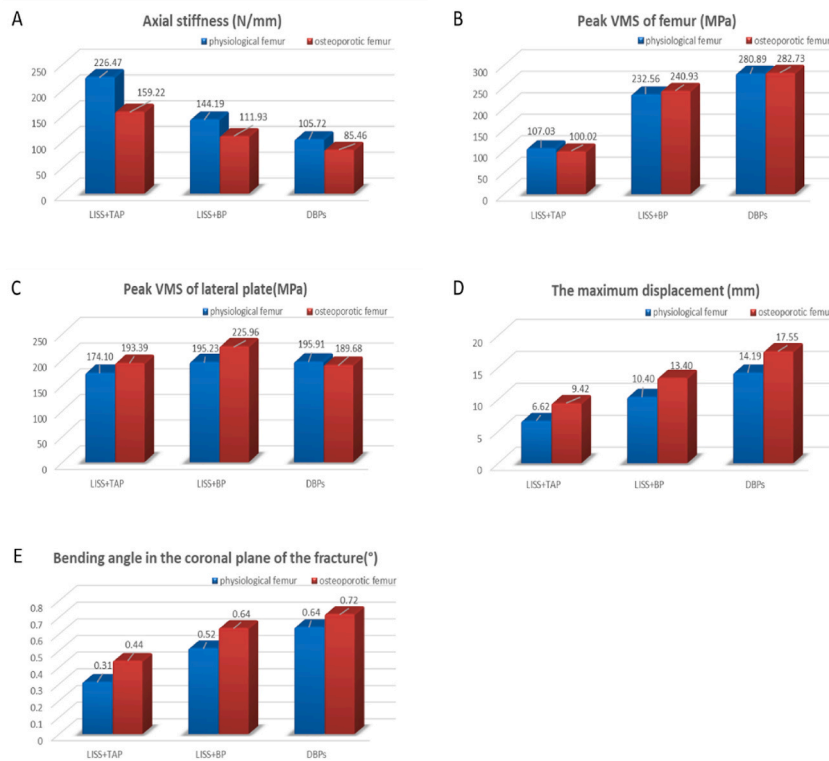 A
Axial stiffness (N/mm)
physiological femur osteoporotic femur
226.47
159.22
144.19
111.93
105.72
85.46
250
200
150
100
50
0
LISS+TAP LISS+BP DBPs
B
Peak VMS of femur (MPa)
physiological femur osteoporotic femur
280.89 282.73
232.56 240.93
107.03 100.02
300
250
200
150
100
50
0
LISS+TAP LISS+BP DBPs
C
Peak VMS of lateral plate(MPa)
physiological femur osteoporotic femur
174.10 193.39
195.23 225.96
195.91 189.68
250
200
150
100
50
0
LISS+TAP LISS+BP DBPs
D
The maximum displacement (mm)
physiological femur osteoporotic femur
17.55
14.19
13.40
10.40
9.42
6.62
20
15
10
5
0
LISS+TAP LISS+BP DBPs
E
Bending angle in the coronal plane of the fracture(°)
physiological femur osteoporotic femur
0.72
0.64 0.64
0.52
0.44
0.31
0.8
0.7
0.6
0.5
0.4
0.3
0.2
0.1
0
LISS+TAP LISS+BP DBPs